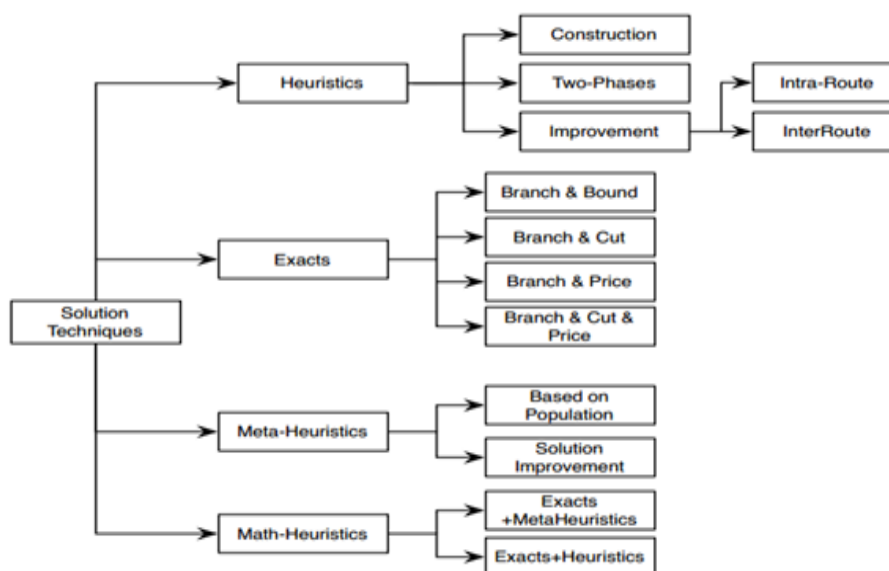 Construction
Heuristics
Two-Phases
Intra-Route
Improvement
InterRoute
Branch & Bound
Branch & Cut
Exacts
Branch & Price
Branch & Cut &
Price
Solution
Techniques
Based on
Population
Meta-Heuristics
Solution
Improvement
Exacts
+MetaHeuristics
Math-Heuristics
Exacts+Heuristics